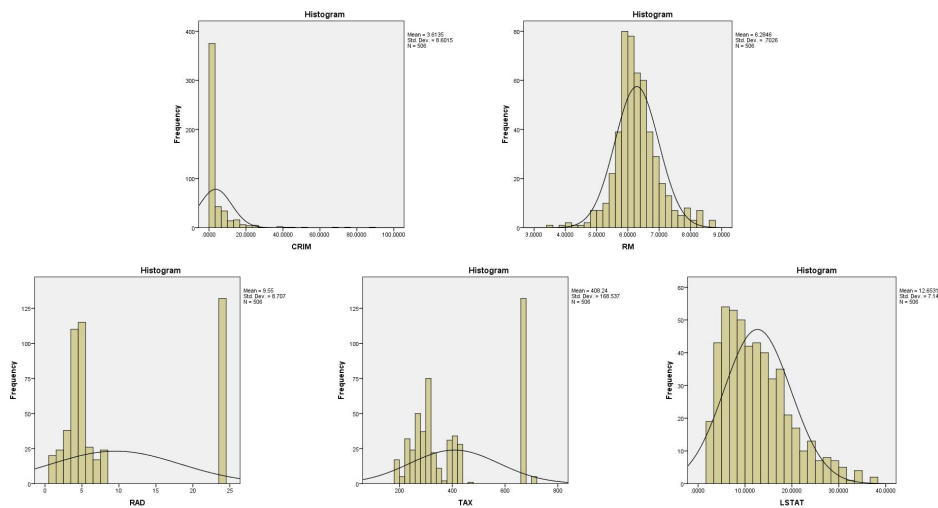 Histogram
Mean = 3.6135
Std. Dev. = 8.6015
N = 506
Frequency
400
300
200
100
0
.0000 20.0000 40.0000 60.0000 80.0000 100.0000
CRIM
Histogram
Mean = 6.2846
Std. Dev. = .7026
N = 506
Frequency
80
60
40
20
0
3.0000 4.0000 5.0000 6.0000 7.0000 8.0000 9.0000
RM
Histogram
Mean = 9.55
Std. Dev. = 8.707
N = 506
Frequency
125
100
75
50
25
0
0 5 10 15 20 25
RAD
Histogram
Mean = 408.24
Std. Dev. = 168.537
N = 506
Frequency
125
100
75
50
25
0
0 200 400 600 800
TAX
Histogram
Mean = 12.6531
Std. Dev. = 7.14
N = 506
Frequency
60
50
40
30
20
10
0
.0000 10.0000 20.0000 30.0000 40.0000
LSTAT